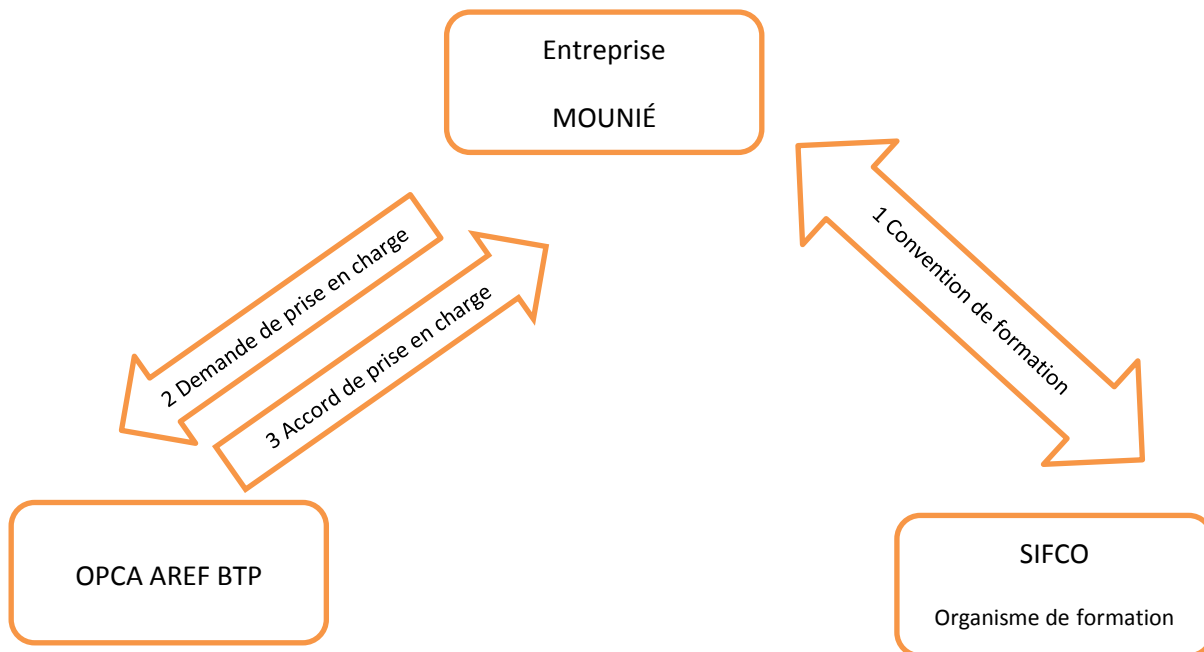 Entreprise
MOUNIÉ
1 Convention de formation
2 Demande de prise en charge
3 Accord de prise en charge
OPCA AREF BTP
SIFCO
Organisme de formation